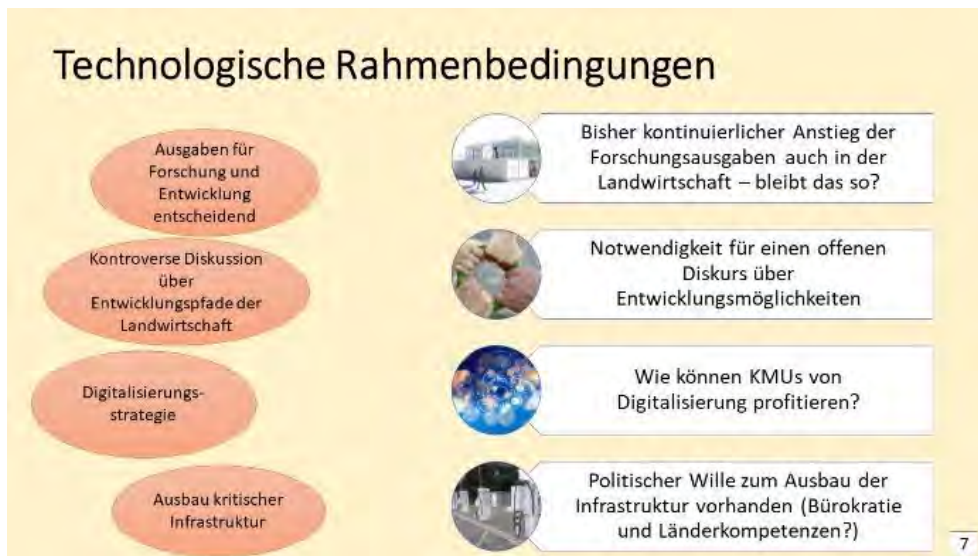 Technologische Rahmenbedingungen
Ausgaben für
Forschung und
Entwicklung
entscheidend
Bisher kontinuierlicher Anstieg der
Forschungsausgaben auch in der
Landwirtschaft – bleibt das so?
Kontroverse Diskussion
über
Entwicklungspfade der
Landwirtschaft
Notwendigkeit für einen offenen
Diskurs über
Entwicklungsmöglichkeiten
Digitalisierungs-
strategie
Wie können KMUs von
Digitalisierung profitieren?
Ausbau kritischer
Infrastruktur
Politischer Wille zum Ausbau der
Infrastruktur vorhanden (Bürokratie
und Länderkompetenzen?)
7